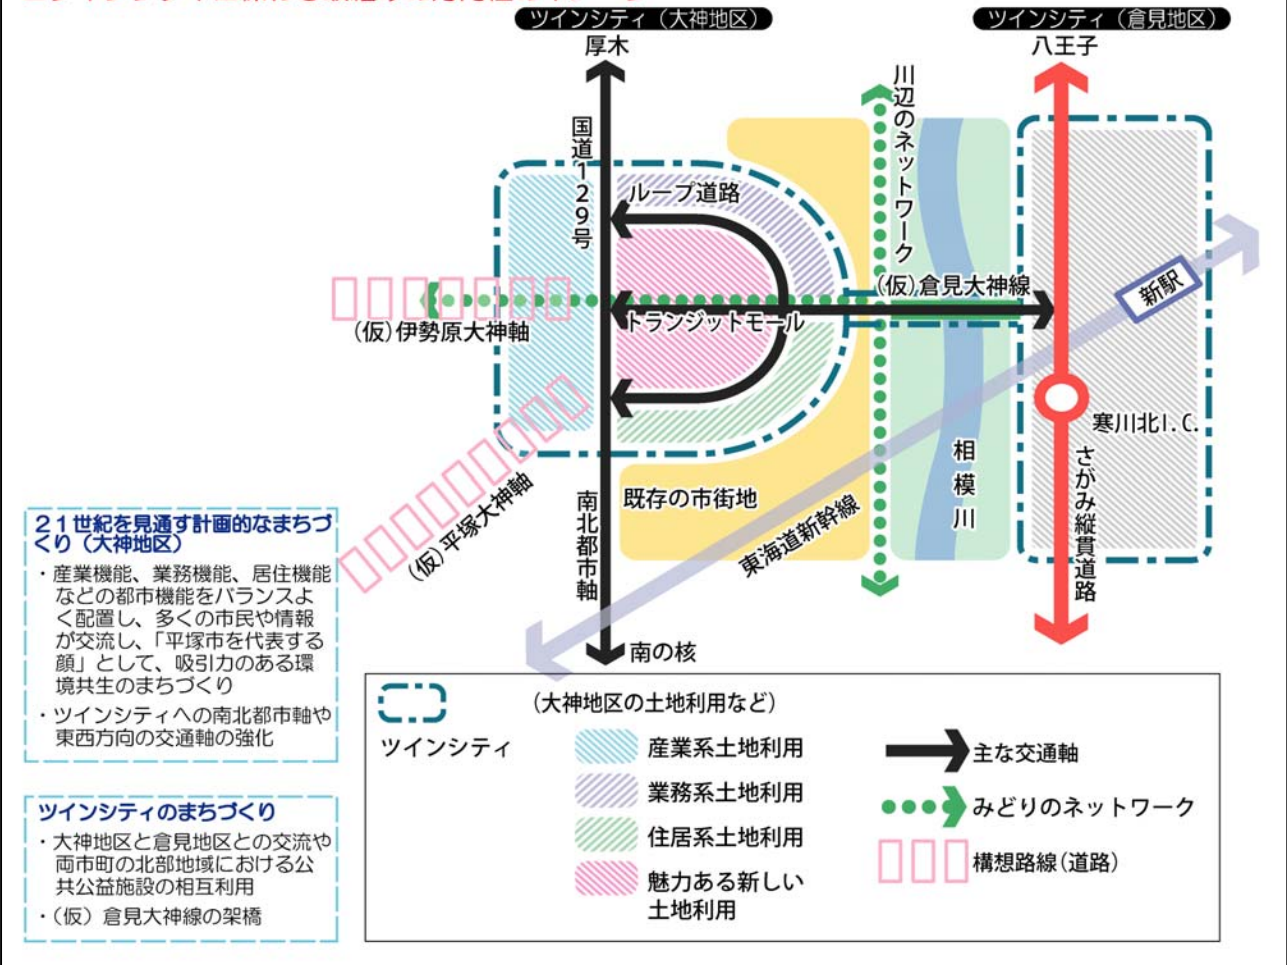 ツインシティ（大神地区）
ツインシティ（倉見地区）
厚木
八王子
川辺のネットワーク
国道129号
ループ道路
新駅
(仮)倉見大神線
トランジットモール
(仮)伊勢原大神軸
寒川北I.C.
相模川
さがみ縦貫道路
(仮)平塚大神軸
南北都市軸
既存の市街地
東海道新幹線
南の核
２１世紀を見通す計画的なまちづ
くり（大神地区）
・産業機能、業務機能、居住機能
などの都市機能をバランスよ
く配置し、多くの市民や情報
が交流し、「平塚市を代表する
顔」として、吸引力のある環
境共生のまちづくり
・ツインシティへの南北都市軸や
東西方向の交通軸の強化
ツインシティのまちづくり
・大神地区と倉見地区との交流や
両市町の北部地域における公
共公益施設の相互利用
・（仮）倉見大神線の架橋
ツインシティ
(大神地区の土地利用など)
産業系土地利用
業務系土地利用
住居系土地利用
魅力ある新しい
土地利用
主な交通軸
みどりのネットワーク
構想路線(道路)